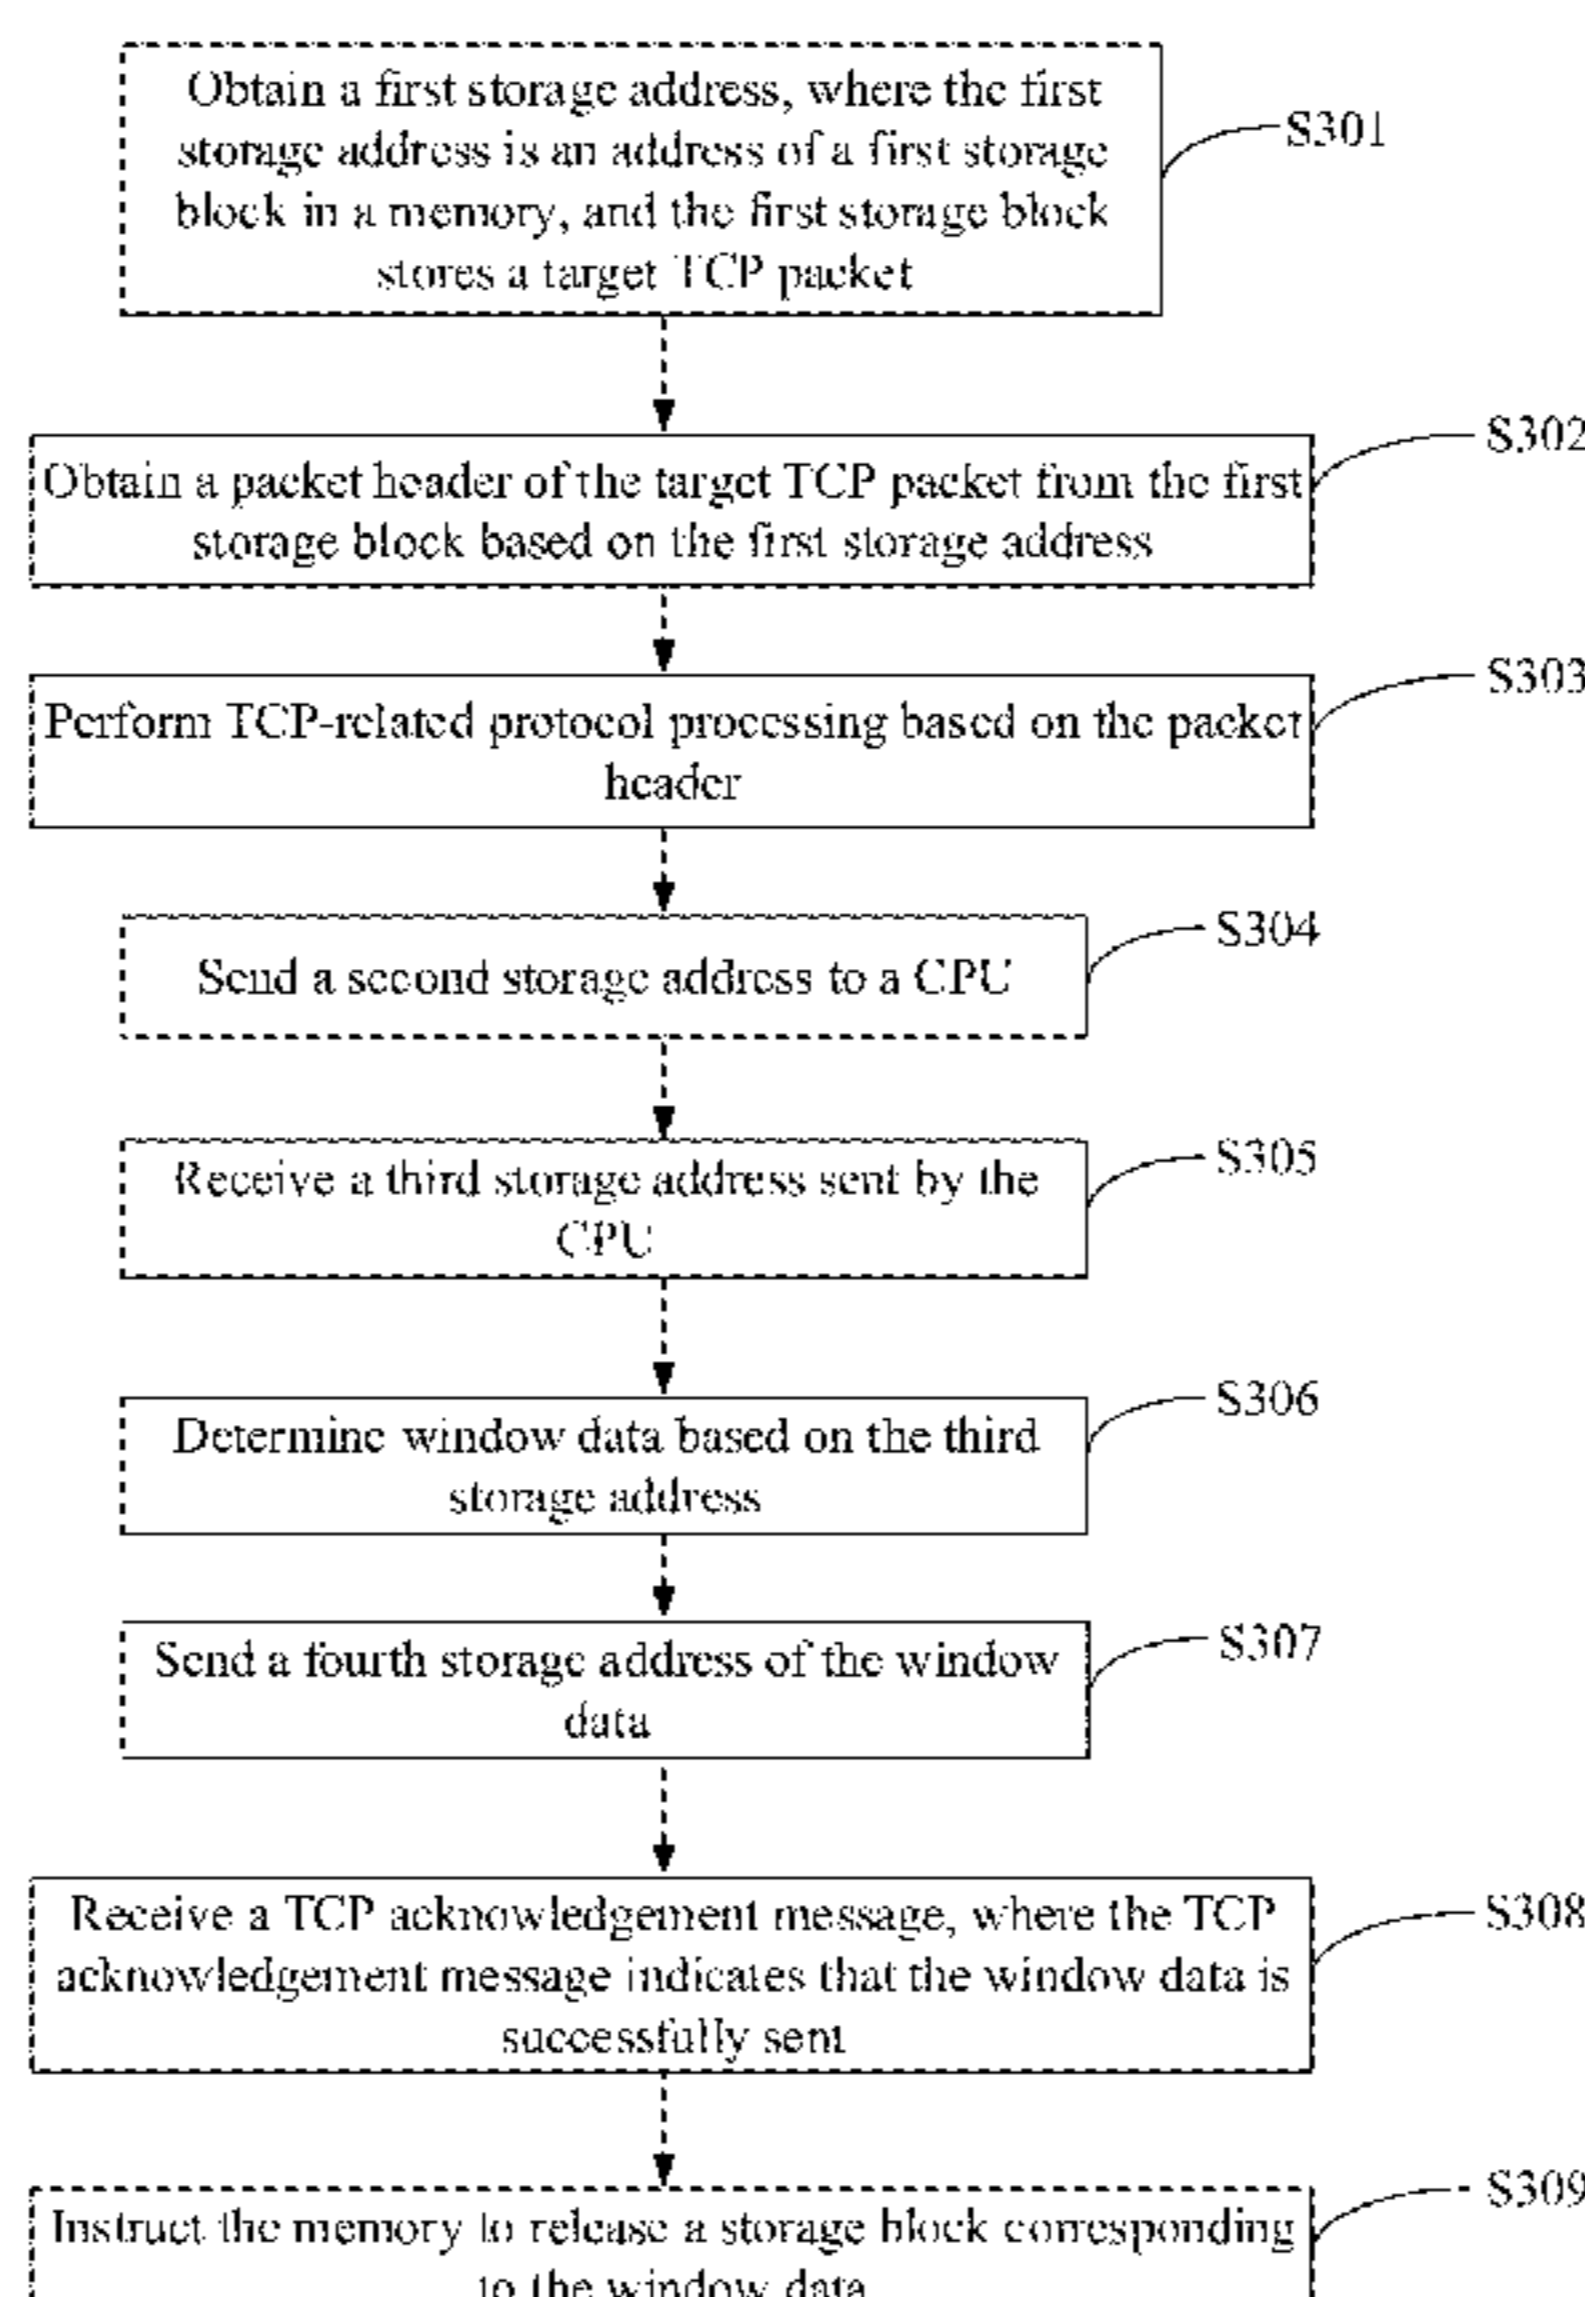 Obtain a first storage address, where the first
storage address is an address of a first storage
block in a memory, and the first storage block
stores a target TCP packet
S301
Obtain a packet header of the target TCP packet from the first
storage block based on the first storage address
S302
Perform TCP-related protocol processing based on the packet
header
S303
Send a second storage address to a CPU
S304
Receive a third storage address sent by the
CPU
S305
Determine window data based on the third
storage address
S306
Send a fourth storage address of the window
data
S307
Receive a TCP acknowledgement message, where the TCP
acknowledgement message indicates that the window data is
successfully sent
S308
Instruct the memory to release a storage block corresponding
to the window data
S309